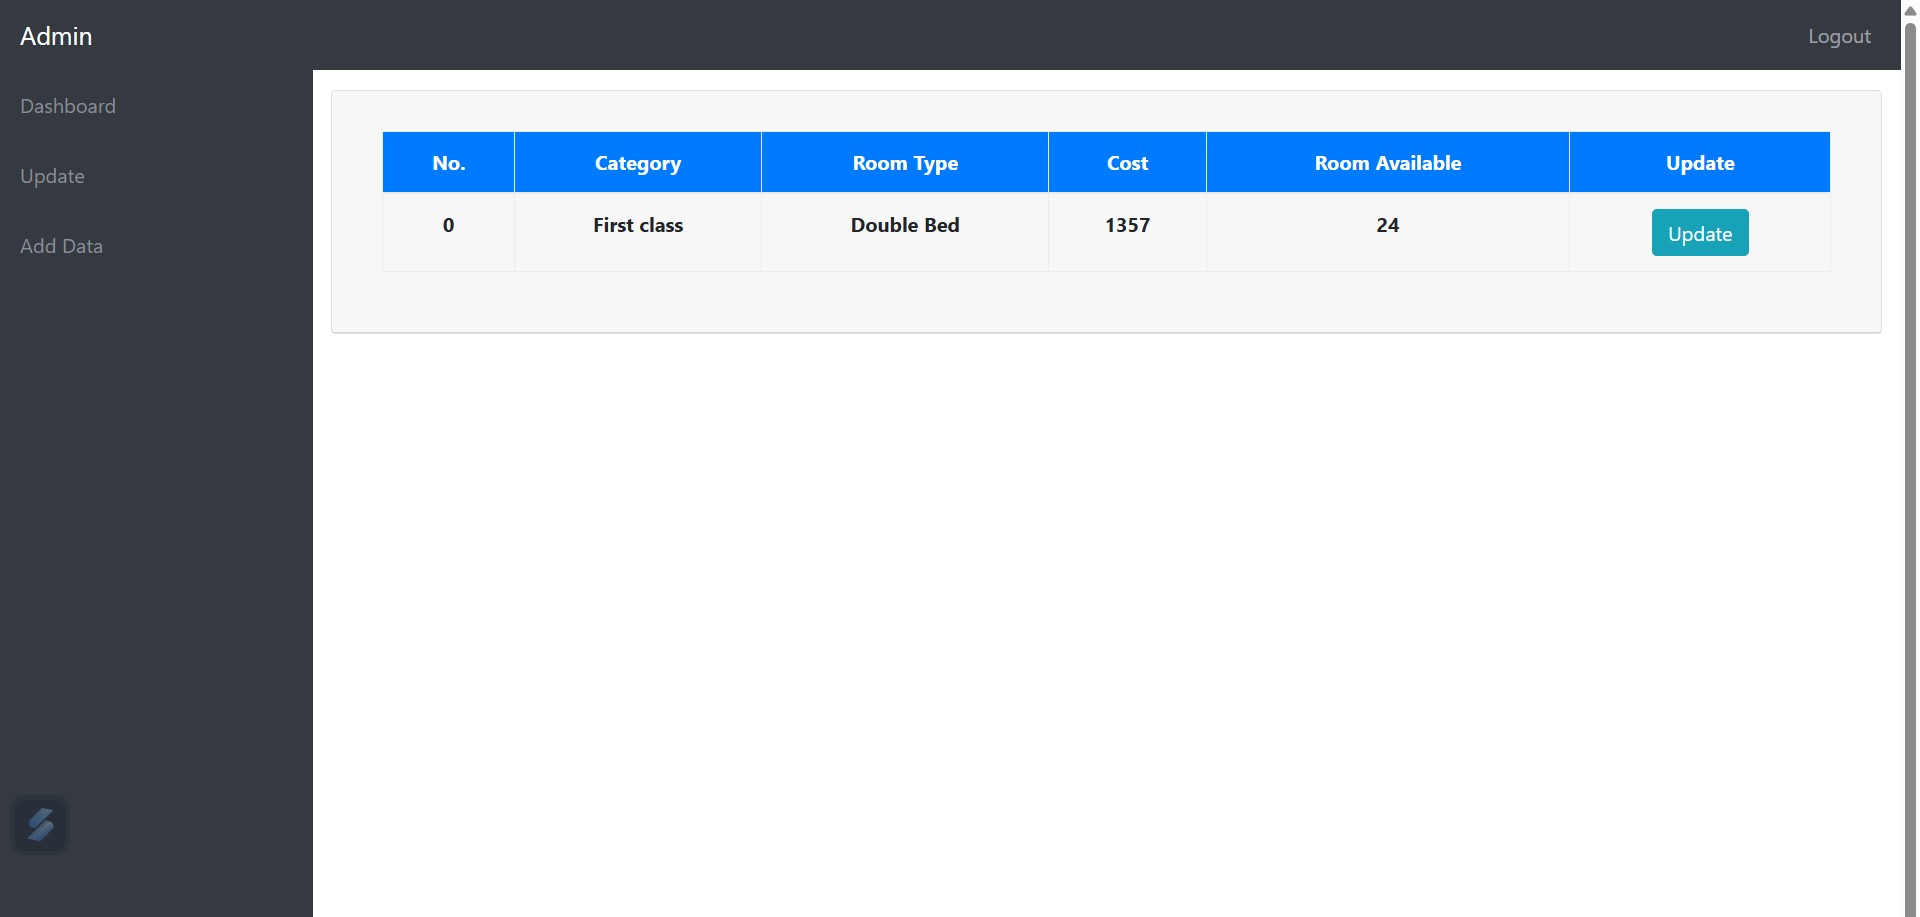 Admin
Logout
Dashboard
Update
Add Data
No. Category Room Type Cost Room Available Update
0 First class Double Bed 1357 24 Update